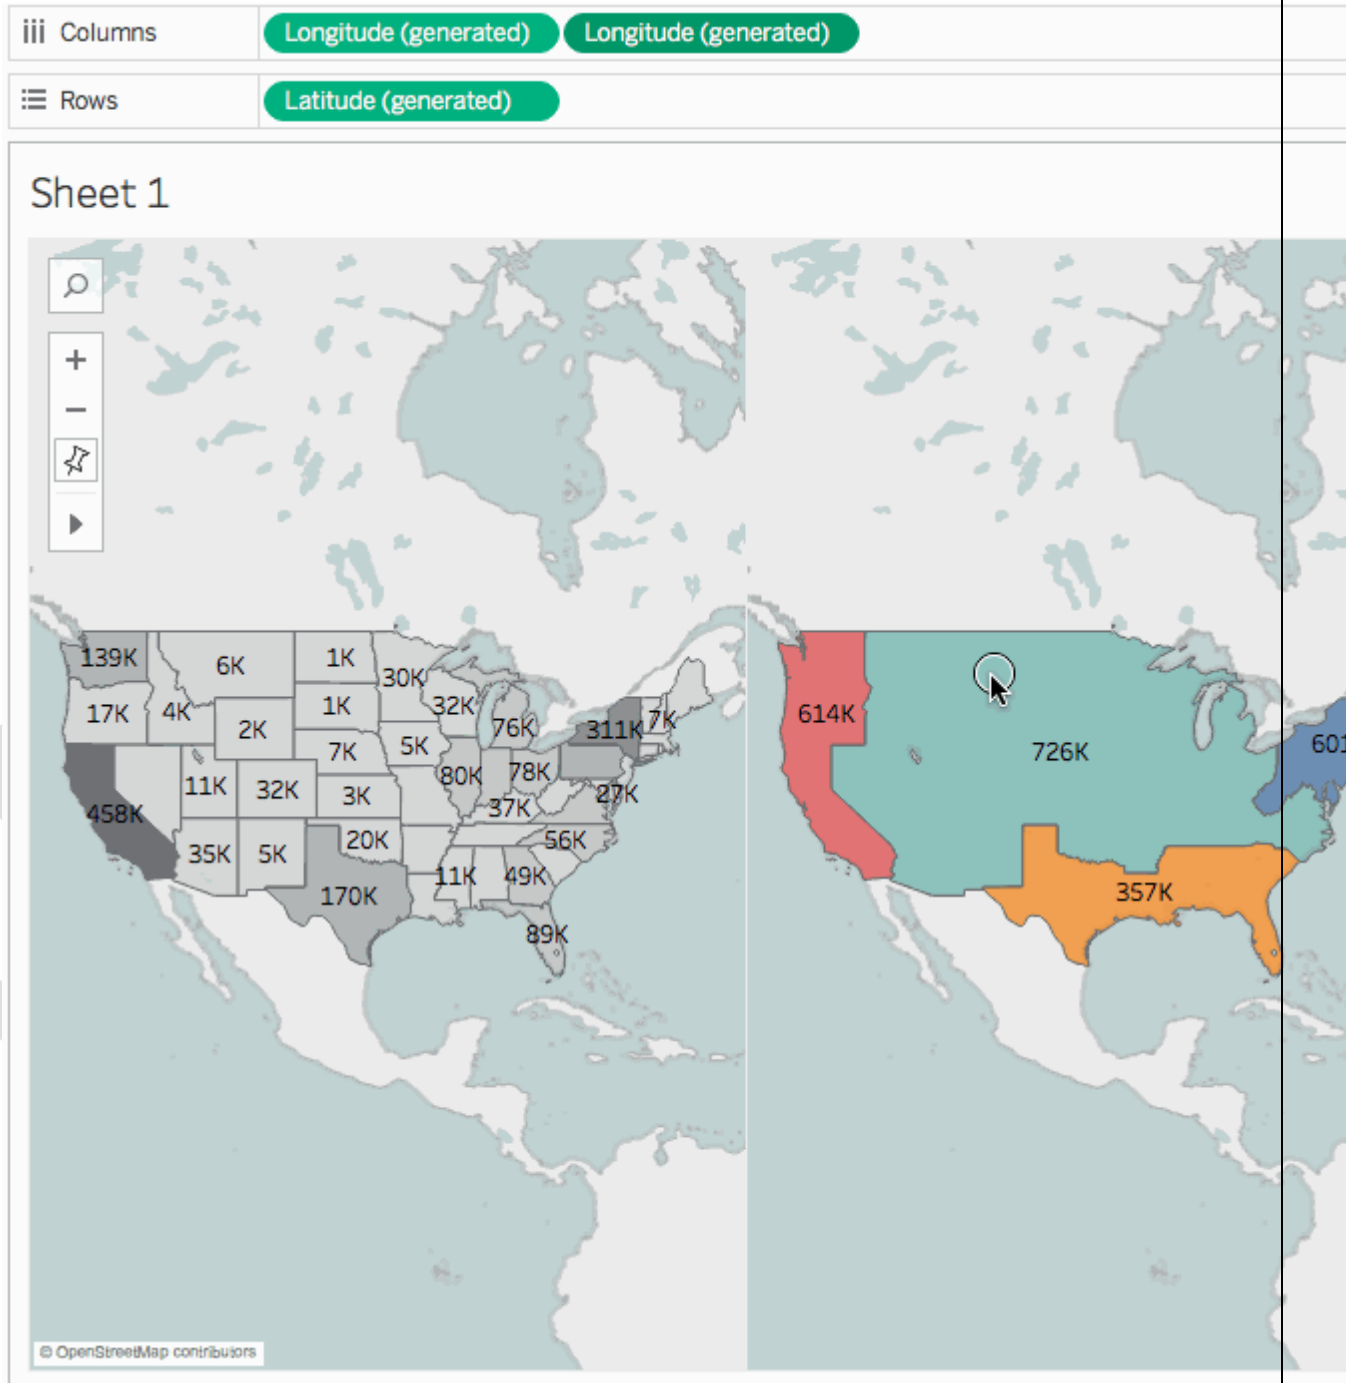 Columns Longitude (generated) Longitude (generated)
Rows Latitude (generated)
Sheet 1
139K 6K 1K 30K
17K 4K 2K 1K 32K 76K 311K 7K
7K 5K
11K 32K 3K 80K 78K 27K
458K 37K
35K 5K 20K 56K
170K 11K 49K
89K
614K 726K 601
357K
© OpenStreetMap contributors